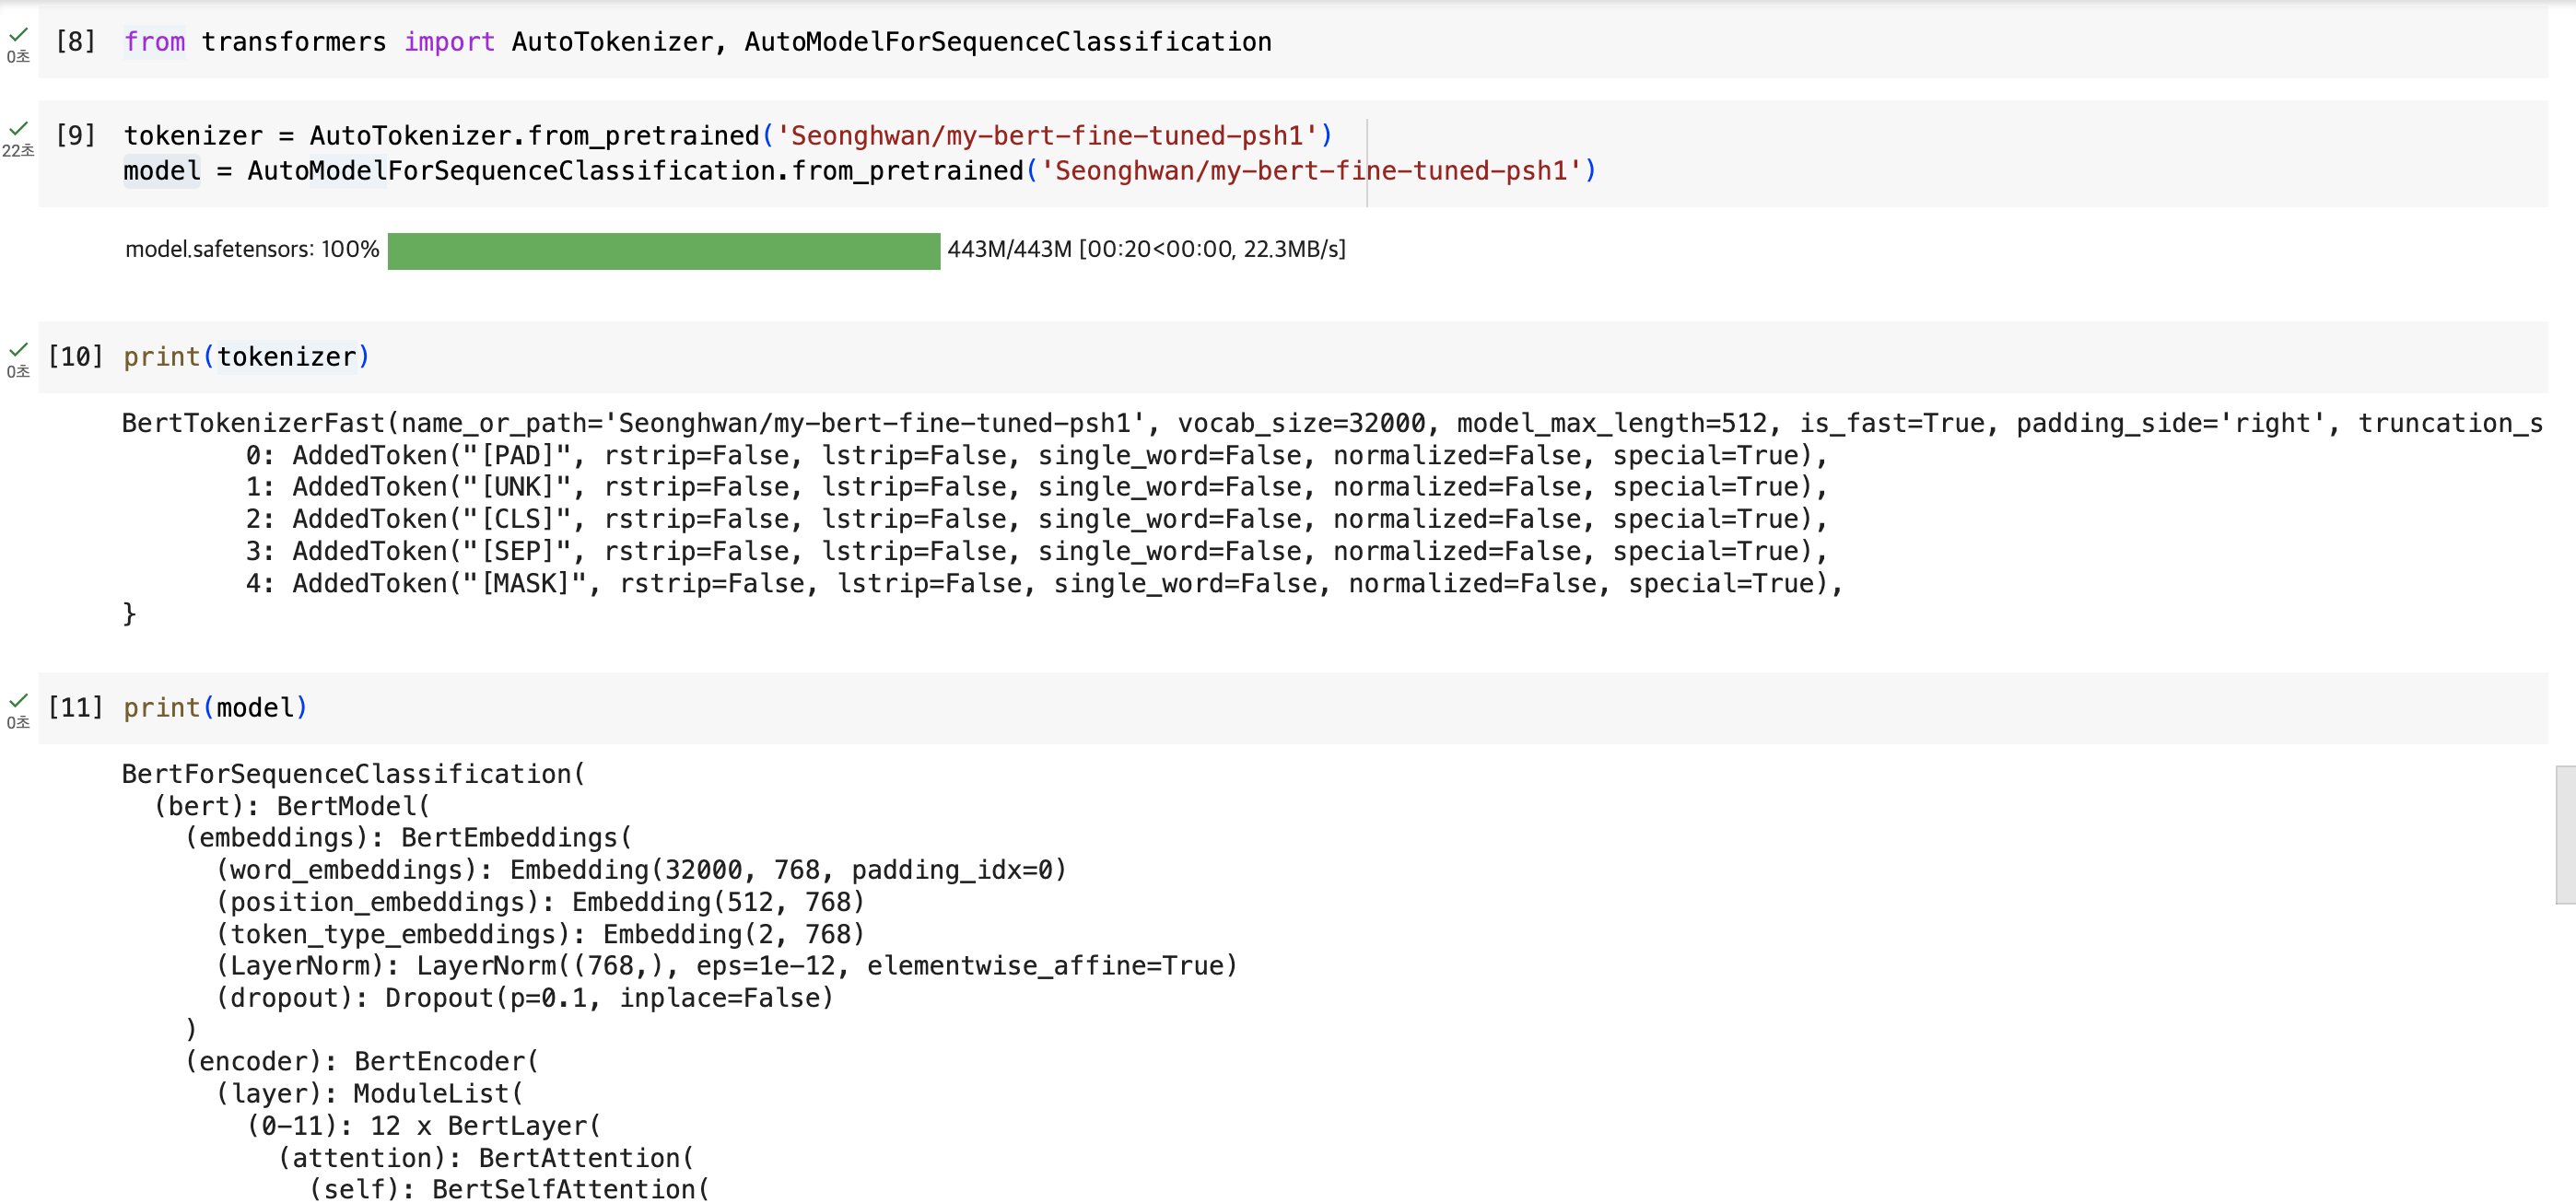 [8] from transformers import AutoTokenizer, AutoModelForSequenceClassification
0초
[9] tokenizer = AutoTokenizer.from_pretrained('Seonghwan/my-bert-fine-tuned-psh1')
22초 model = AutoModelForSequenceClassification.from_pretrained('Seonghwan/my-bert-fine-tuned-psh1')
model.safetensors: 100% 443M/443M [00:20<00:00, 22.3MB/s]
[10] print(tokenizer)
0초
BertTokenizerFast(name_or_path='Seonghwan/my-bert-fine-tuned-psh1', vocab_size=32000, model_max_length=512, is_fast=True, padding_side='right', truncation_s
0: AddedToken("[PAD]", rstrip=False, lstrip=False, single_word=False, normalized=False, special=True),
1: AddedToken("[UNK]", rstrip=False, lstrip=False, single_word=False, normalized=False, special=True),
2: AddedToken("[CLS]", rstrip=False, lstrip=False, single_word=False, normalized=False, special=True),
3: AddedToken("[SEP]", rstrip=False, lstrip=False, single_word=False, normalized=False, special=True),
4: AddedToken("[MASK]", rstrip=False, lstrip=False, single_word=False, normalized=False, special=True),
}
[11] print(model)
0초
BertForSequenceClassification(
(bert): BertModel(
(embeddings): BertEmbeddings(
(word_embeddings): Embedding(32000, 768, padding_idx=0)
(position_embeddings): Embedding(512, 768)
(token_type_embeddings): Embedding(2, 768)
(LayerNorm): LayerNorm((768,), eps=1e-12, elementwise_affine=True)
(dropout): Dropout(p=0.1, inplace=False)
)
(encoder): BertEncoder(
(layer): ModuleList(
(0-11): 12 x BertLayer(
(attention): BertAttention(
(self): BertSelfAttention(